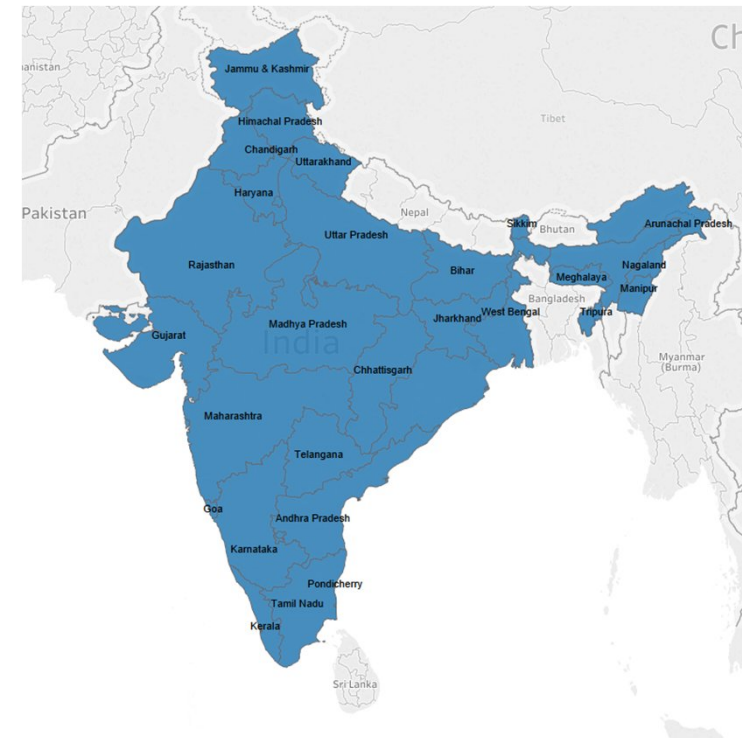 Ch
anistan
Jammu & Kashmir
Himachal Pradesh
Tibet
Chandigarh
Uttarakhand
Haryana
Pakistan
Nepal
Sikkim
Bhutan
Arunachal Pradesh
Uttar Pradesh
Rajasthan
Bihar
Nagaland
Meghalaya
Manipur
Bangladesh
Gujarat
Madhya Pradesh
Jharkhand
West Bengal
Tripura
India
Myanmar
(Burma)
Chhattisgarh
Maharashtra
Telangana
Goa
Andhra Pradesh
Karnataka
Pondicherry
Tamil Nadu
Kerala
Sri Lanka